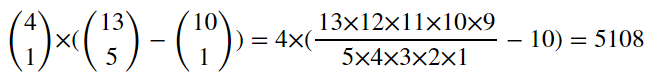 (4 1)×((13 5) − (10 1)) = 4×(13×12×11×10×9 / 5×4×3×2×1 − 10) = 5108